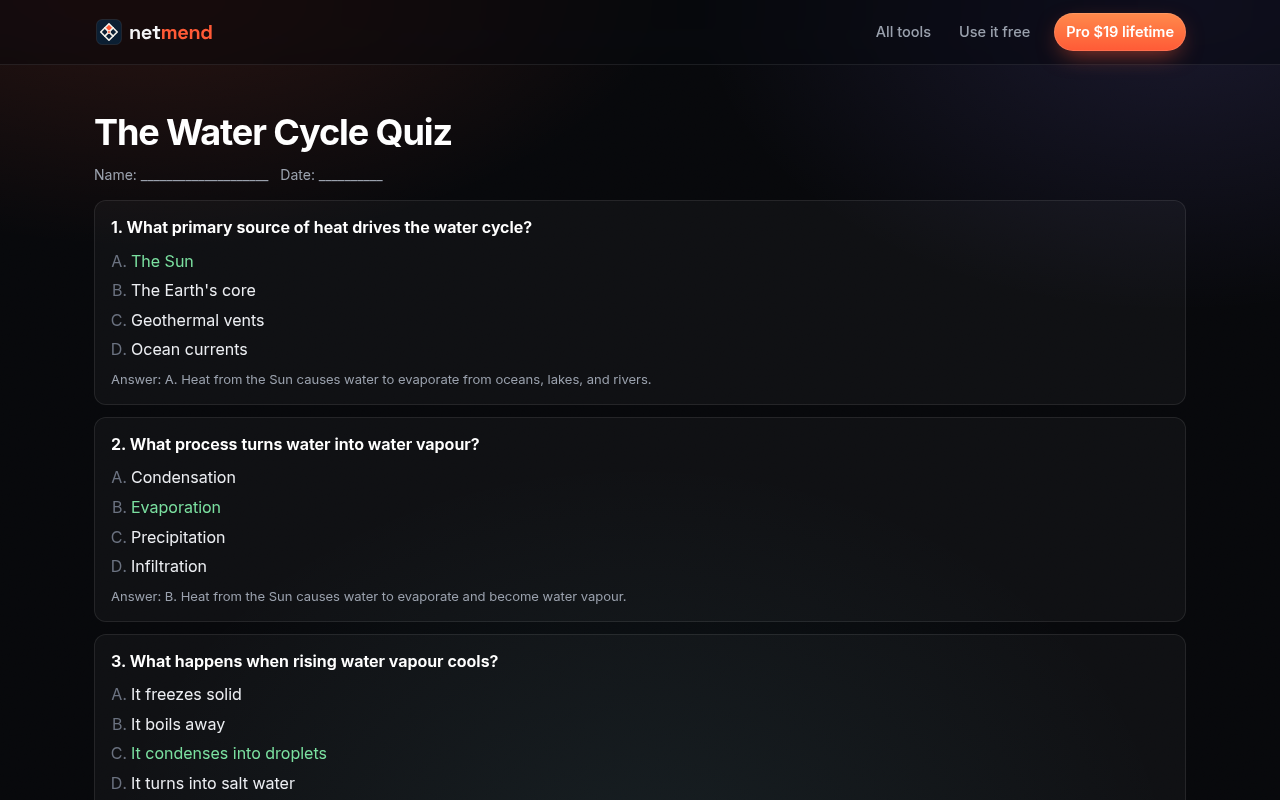 netmend
All tools
Use it free
Pro $19 lifetime
The Water Cycle Quiz
Name: ____________________ Date: __________
1. What primary source of heat drives the water cycle?
A. The Sun
B. The Earth's core
C. Geothermal vents
D. Ocean currents
Answer: A. Heat from the Sun causes water to evaporate from oceans, lakes, and rivers.
2. What process turns water into water vapour?
A. Condensation
B. Evaporation
C. Precipitation
D. Infiltration
Answer: B. Heat from the Sun causes water to evaporate and become water vapour.
3. What happens when rising water vapour cools?
A. It freezes solid
B. It boils away
C. It condenses into droplets
D. It turns into salt water